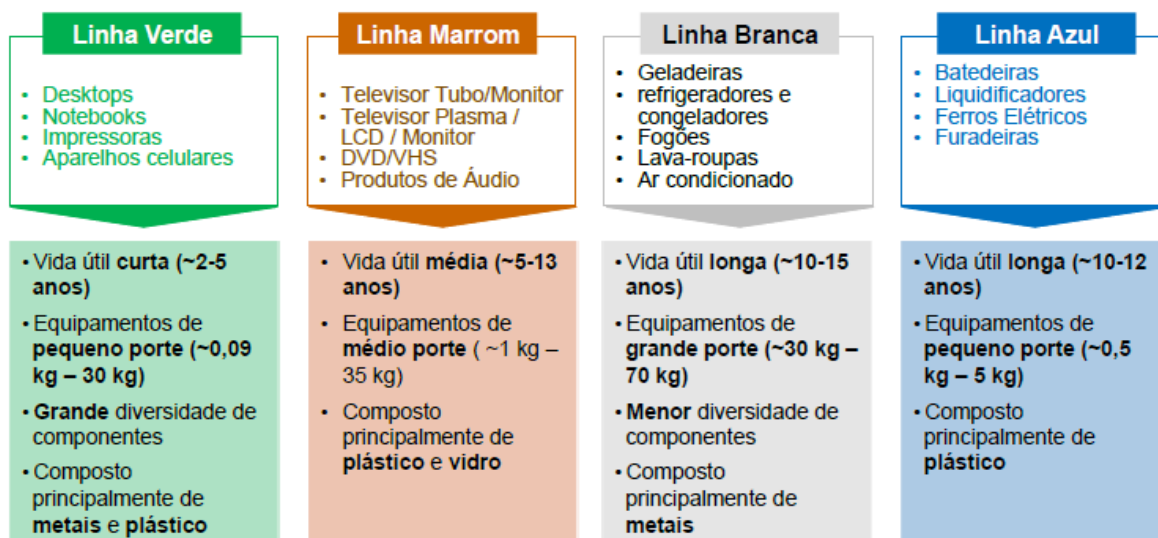 Linha Verde
• Desktops
• Notebooks
• Impressoras
• Aparelhos celulares
• Vida útil curta (~2-5
anos)
• Equipamentos de
pequeno porte (~0,09
kg – 30 kg)
• Grande diversidade de
componentes
• Composto
principalmente de
metais e plástico
Linha Marrom
• Televisor Tubo/Monitor
• Televisor Plasma /
LCD / Monitor
• DVD/VHS
• Produtos de Áudio
• Vida útil média (~5-13
anos)
• Equipamentos de
médio porte ( ~1 kg –
35 kg)
• Composto
principalmente de
plástico e vidro
Linha Branca
• Geladeiras
• refrigeradores e
congeladores
• Fogões
• Lava-roupas
• Ar condicionado
• Vida útil longa (~10-15
anos)
• Equipamentos de
grande porte (~30 kg –
70 kg)
• Menor diversidade de
componentes
• Composto
principalmente de
metais
Linha Azul
• Batedeiras
• Liquidificadores
• Ferros Elétricos
• Furadeiras
• Vida útil longa (~10-12
anos)
• Equipamentos de
pequeno porte (~0,5
kg – 5 kg)
• Composto
principalmente de
plástico